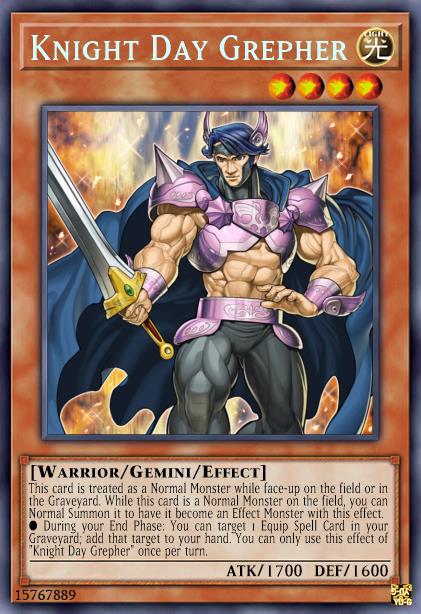 Knight Day Grepher
LIGHT
光
[Warrior/Gemini/Effect]
This card is treated as a Normal Monster while face-up on the field or in
the Graveyard. While this card is a Normal Monster on the field, you can
Normal Summon it to have it become an Effect Monster with this effect.
● During your End Phase: You can target 1 Equip Spell Card in your
Graveyard; add that target to your hand. You can only use this effect of
"Knight Day Grepher" once per turn.
ATK/1700 DEF/1600
15767889